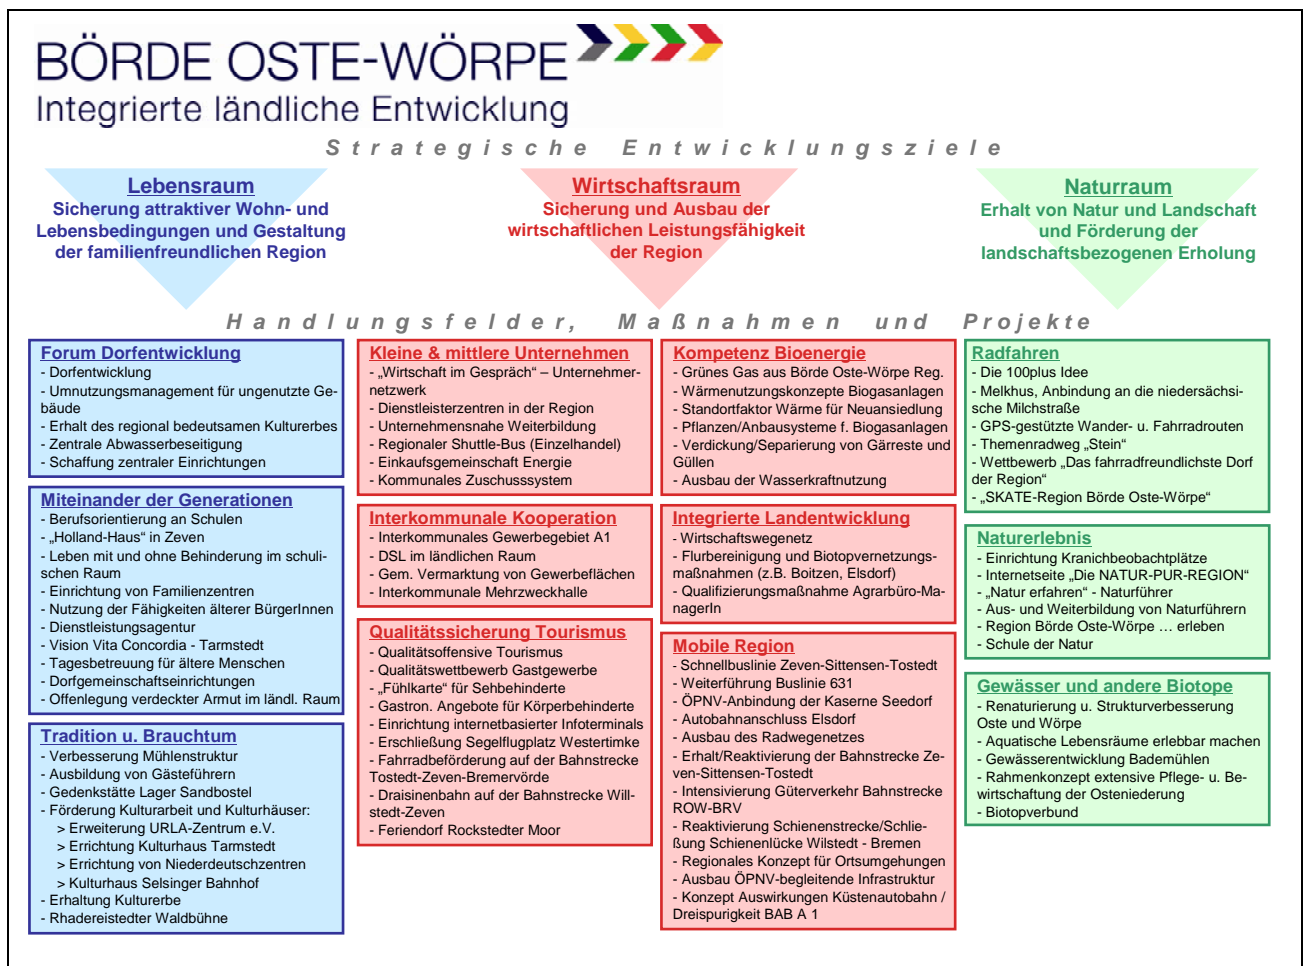 BÖRDE OSTE-WÖRPE
Integrierte ländliche Entwicklung
Strategische Entwicklungsziele
Lebensraum
Sicherung attraktiver Wohn- und
Lebensbedingungen und Gestaltung
der familienfreundlichen Region
Wirtschaftsraum
Sicherung und Ausbau der
wirtschaftlichen Leistungsfähigkeit
der Region
Naturraum
Erhalt von Natur und Landschaft
und Förderung der
landschaftsbezogenen Erholung
Handlungsfelder, Maßnahmen und Projekte
Forum Dorfentwicklung
- Dorfentwicklung
- Umnutzungsmanagement für ungenutzte Ge-
bäude
- Erhalt des regional bedeutsamen Kulturerbes
- Zentrale Abwasserbeseitigung
- Schaffung zentraler Einrichtungen
Miteinander der Generationen
- Berufsorientierung an Schulen
- „Holland-Haus" in Zeven
- Leben mit und ohne Behinderung im schuli-
schen Raum
- Einrichtung von Familienzentren
- Nutzung der Fähigkeiten älterer BürgerInnen
- Dienstleistungsagentur
- Vision Vita Concordia - Tarmstedt
- Tagesbetreuung für ältere Menschen
- Dorfgemeinschaftseinrichtungen
- Offenlegung verdeckter Armut im ländl. Raum
Tradition u. Brauchtum
- Verbesserung Mühlenstruktur
- Ausbildung von Gästeführern
- Gedenkstätte Lager Sandbostel
- Förderung Kulturarbeit und Kulturhäuser:
> Erweiterung URLA-Zentrum e.V.
> Errichtung Kulturhaus Tarmstedt
> Errichtung von Niederdeutschzentren
> Kulturhaus Selsinger Bahnhof
- Erhaltung Kulturerbe
- Rhadereistedter Waldbühne
Kleine & mittlere Unternehmen
- „Wirtschaft im Gespräch" – Unternehmer-
netzwerk
- Dienstleisterzentren in der Region
- Unternehmensnahe Weiterbildung
- Regionaler Shuttle-Bus (Einzelhandel)
- Einkaufsgemeinschaft Energie
- Kommunales Zuschusssystem
Interkommunale Kooperation
- Interkommunales Gewerbegebiet A1
- DSL im ländlichen Raum
- Gem. Vermarktung von Gewerbeflächen
- Interkommunale Mehrzweckhalle
Qualitätssicherung Tourismus
- Qualitätsoffensive Tourismus
- Qualitätswettbewerb Gastgewerbe
- „Fühlkarte" für Sehbehinderte
- Gastron. Angebote für Körperbehinderte
- Einrichtung internetbasierter Infoterminals
- Erschließung Segelflugplatz Westertimke
- Fahrradbeförderung auf der Bahnstrecke
Tostedt-Zeven-Bremervörde
- Draisinenbahn auf der Bahnstrecke Will-
stedt-Zeven
- Feriendorf Rockstedter Moor
Kompetenz Bioenergie
- Grünes Gas aus Börde Oste-Wörpe Reg.
- Wärmenutzungskonzepte Biogasanlagen
- Standortfaktor Wärme für Neuansiedlung
- Pflanzen/Anbausysteme f. Biogasanlagen
- Verdickung/Separierung von Gärreste und
Güllen
- Ausbau der Wasserkraftnutzung
Integrierte Landentwicklung
- Wirtschaftswegenetz
- Flurbereinigung und Biotopvernetzungs-
maßnahmen (z.B. Boitzen, Elsdorf)
- Qualifizierungsmaßnahme Agrarbüro-Ma-
nagerIn
Mobile Region
- Schnellbuslinie Zeven-Sittensen-Tostedt
- Weiterführung Buslinie 631
- ÖPNV-Anbindung der Kaserne Seedorf
- Autobahnanschluss Elsdorf
- Ausbau des Radwegenetzes
- Erhalt/Reaktivierung der Bahnstrecke Ze-
ven-Sittensen-Tostedt
- Intensivierung Güterverkehr Bahnstrecke
ROW-BRV
- Reaktivierung Schienenstrecke/Schlie-
ßung Schienenlücke Wilstedt - Bremen
- Regionales Konzept für Ortsumgehungen
- Ausbau ÖPNV-begleitende Infrastruktur
- Konzept Auswirkungen Küstenautobahn /
Dreispurigkeit BAB A 1
Radfahren
- Die 100plus Idee
- Melkhus, Anbindung an die niedersächsi-
sche Milchstraße
- GPS-gestützte Wander- u. Fahrradrouten
- Themenradweg „Stein"
- Wettbewerb „Das fahrradfreundlichste Dorf
der Region"
- „SKATE-Region Börde Oste-Wörpe"
Naturerlebnis
- Einrichtung Kranichbeobachtplätze
- Internetseite „Die NATUR-PUR-REGION"
- „Natur erfahren" - Naturführer
- Aus- und Weiterbildung von Naturführern
- Region Börde Oste-Wörpe … erleben
- Schule der Natur
Gewässer und andere Biotope
- Renaturierung u. Strukturverbesserung
Oste und Wörpe
- Aquatische Lebensräume erlebbar machen
- Gewässerentwicklung Bademühlen
- Rahmenkonzept extensive Pflege- u. Be-
wirtschaftung der Osteniederung
- Biotopverbund